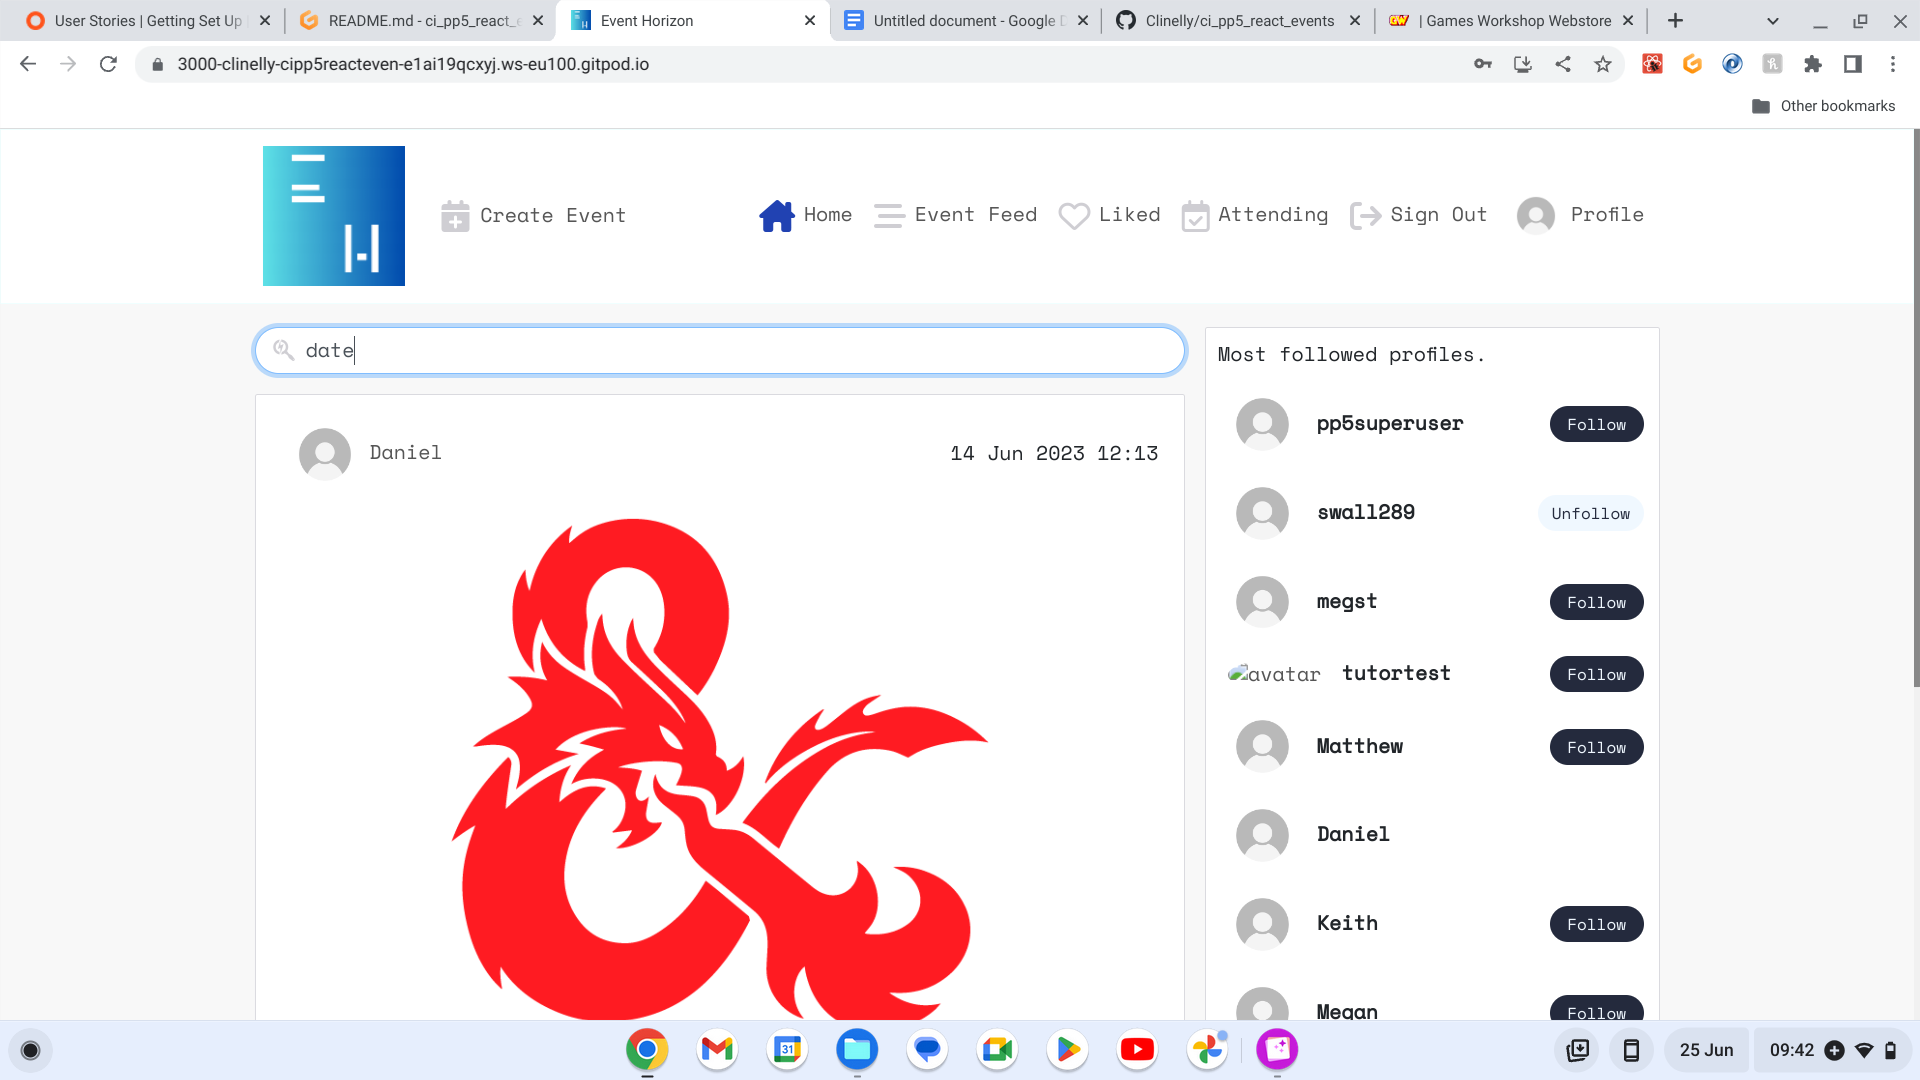 User Stories | Getting Set Up
README.md - ci_pp5_react_e
Event Horizon
Untitled document - Google D
Clinelly/ci_pp5_react_events
| Games Workshop Webstore
3000-clinelly-cipp5reacteven-e1ai19qcxyj.ws-eu100.gitpod.io
Other bookmarks
Create Event
Home
Event Feed
Liked
Attending
Sign Out
Profile
date
Most followed profiles.
pp5superuser
Follow
Daniel
14 Jun 2023 12:13
swall289
Unfollow
megst
Follow
avatar
tutortest
Follow
Matthew
Follow
Daniel
Keith
Follow
Megan
Follow
31
25 Jun
09:42